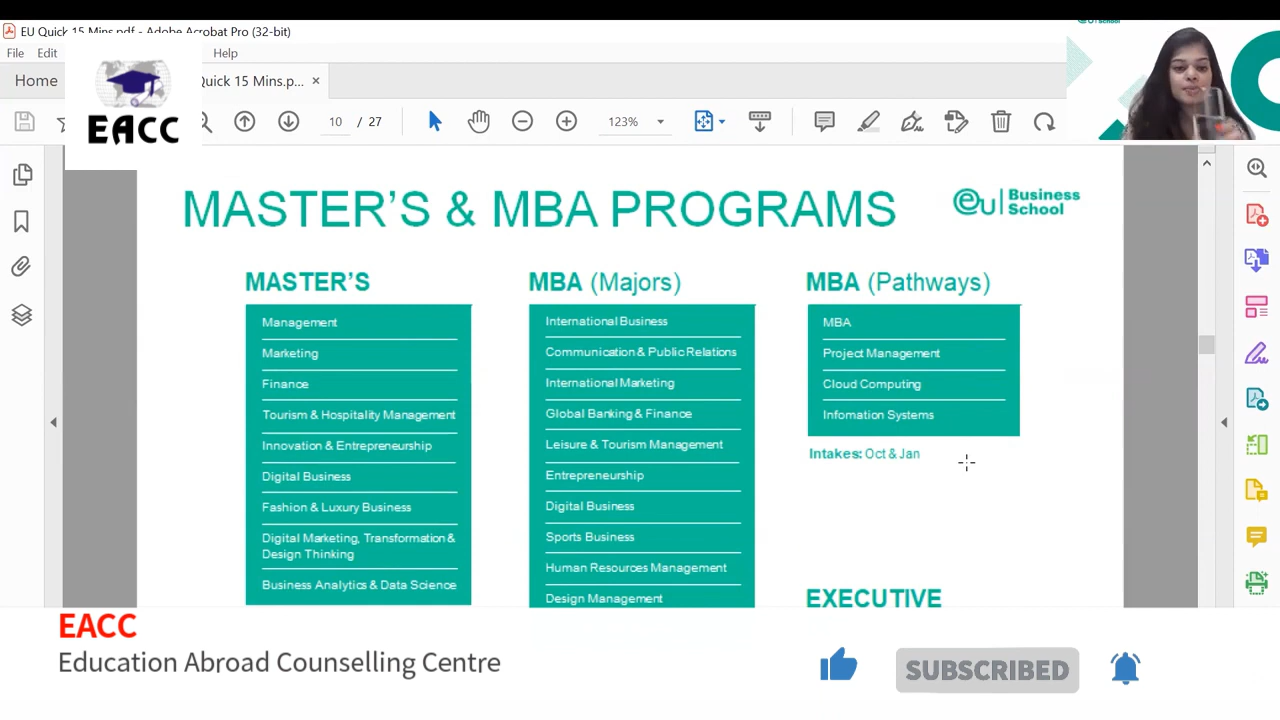 EU Quick 15 Mins.pdf - Adobe Acrobat Pro (32-bit)
File Edit Help
Home
Quick 15 Mins.p... ×
EACC
10 / 27
123%
MASTER'S & MBA PROGRAMS
eu | Business School
MASTER'S
Management
Marketing
Finance
Tourism & Hospitality Management
Innovation & Entrepreneurship
Digital Business
Fashion & Luxury Business
Digital Marketing, Transformation &
Design Thinking
Business Analytics & Data Science
MBA (Majors)
International Business
Communication & Public Relations
International Marketing
Global Banking & Finance
Leisure & Tourism Management
Entrepreneurship
Digital Business
Sports Business
Human Resources Management
Design Management
MBA (Pathways)
MBA
Project Management
Cloud Computing
Infomation Systems
Intakes: Oct & Jan
EXECUTIVE
EACC
Education Abroad Counselling Centre
SUBSCRIBED